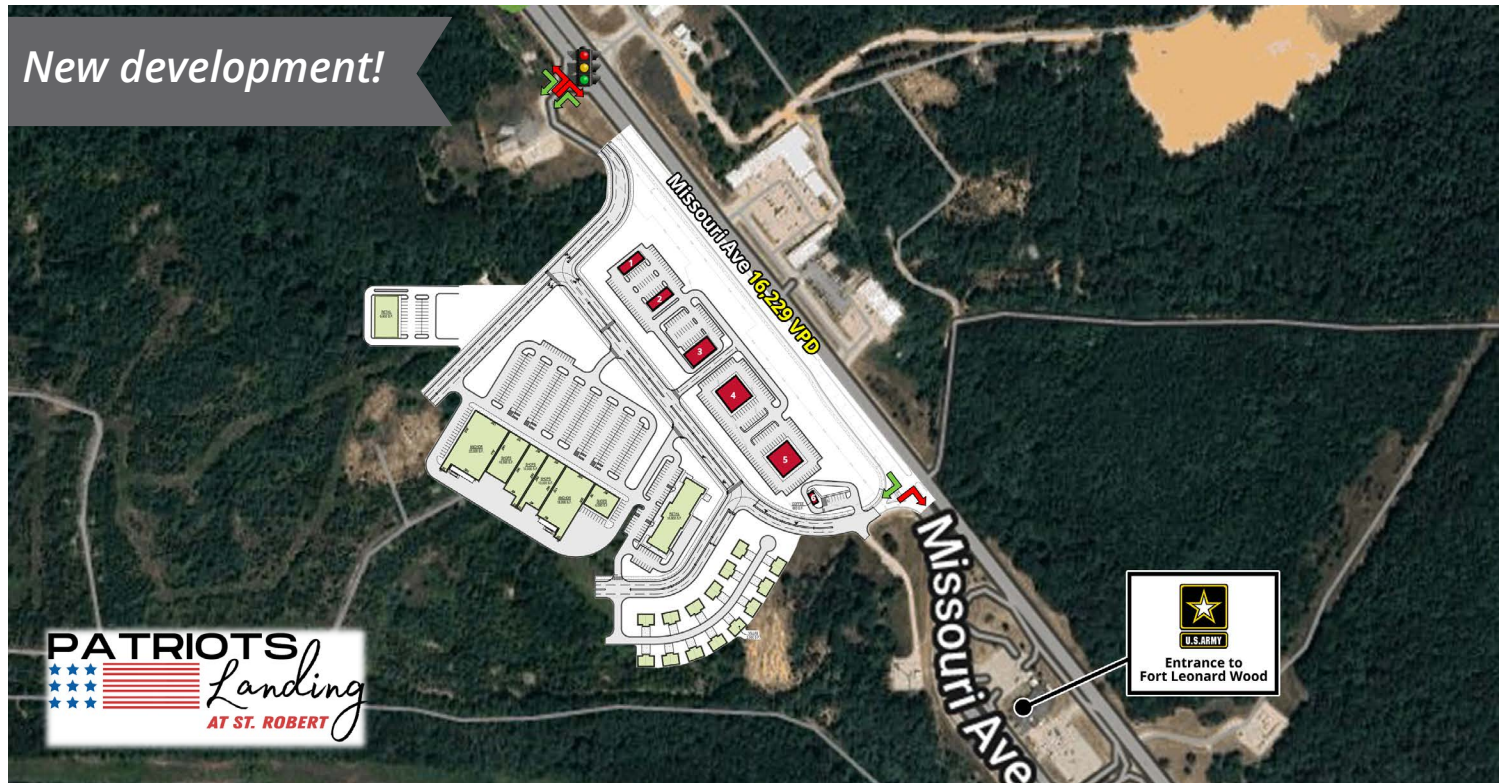 New development!
Missouri Ave 16,229 VPD
1
2
3
4
5
6
Missouri Ave
U.S.ARMY
Entrance to
Fort Leonard Wood
PATRIOTS
Landing
AT ST. ROBERT